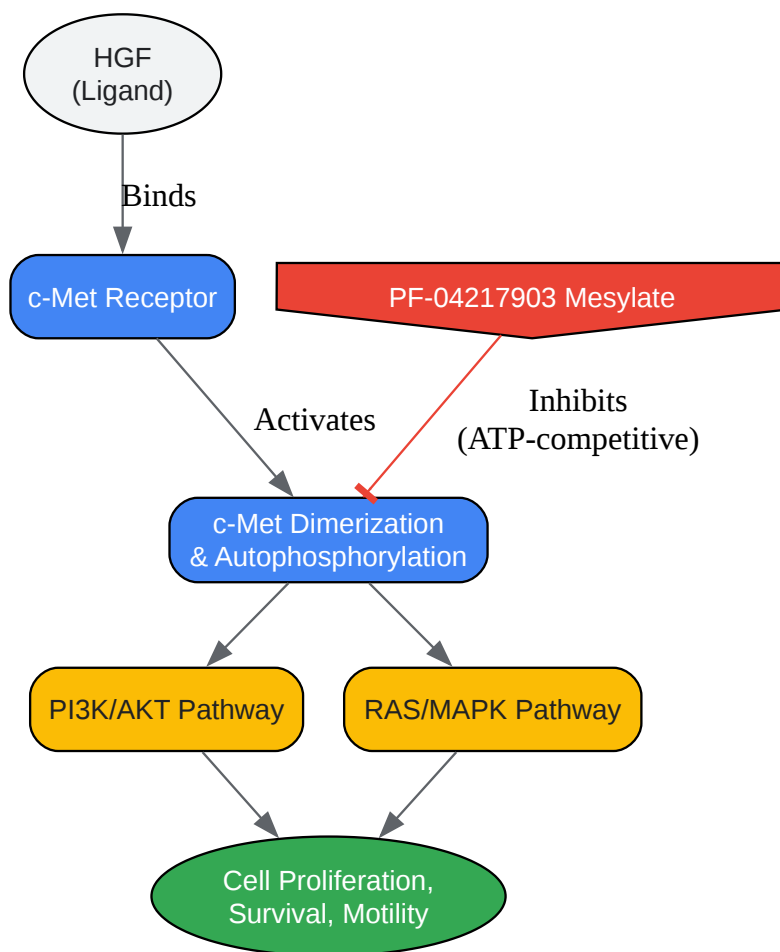 HGF
(Ligand)
Binds
c-Met Receptor
PF-04217903 Mesylate
Activates
Inhibits
(ATP-competitive)
c-Met Dimerization
& Autophosphorylation
PI3K/AKT Pathway
RAS/MAPK Pathway
Cell Proliferation,
Survival, Motility